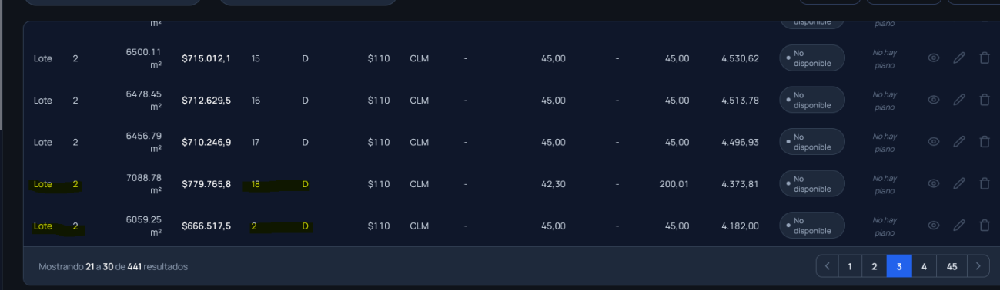 m²
disponible
plano
Lote 2 6500.11 m² $715.012,1 15 D $110 CLM - 45,00 - 45,00 4.530,62 No disponible No hay plano
Lote 2 6478.45 m² $712.629,5 16 D $110 CLM - 45,00 - 45,00 4.513,78 No disponible No hay plano
Lote 2 6456.79 m² $710.246,9 17 D $110 CLM - 45,00 - 45,00 4.496,93 No disponible No hay plano
Lote 2 7088.78 m² $779.765,8 18 D $110 CLM - 42,30 - 200,01 4.373,81 No disponible No hay plano
Lote 2 6059.25 m² $666.517,5 2 D $110 CLM - 45,00 - 45,00 4.182,00 No disponible No hay plano
Mostrando 21 a 30 de 441 resultados
1 2 3 4 45